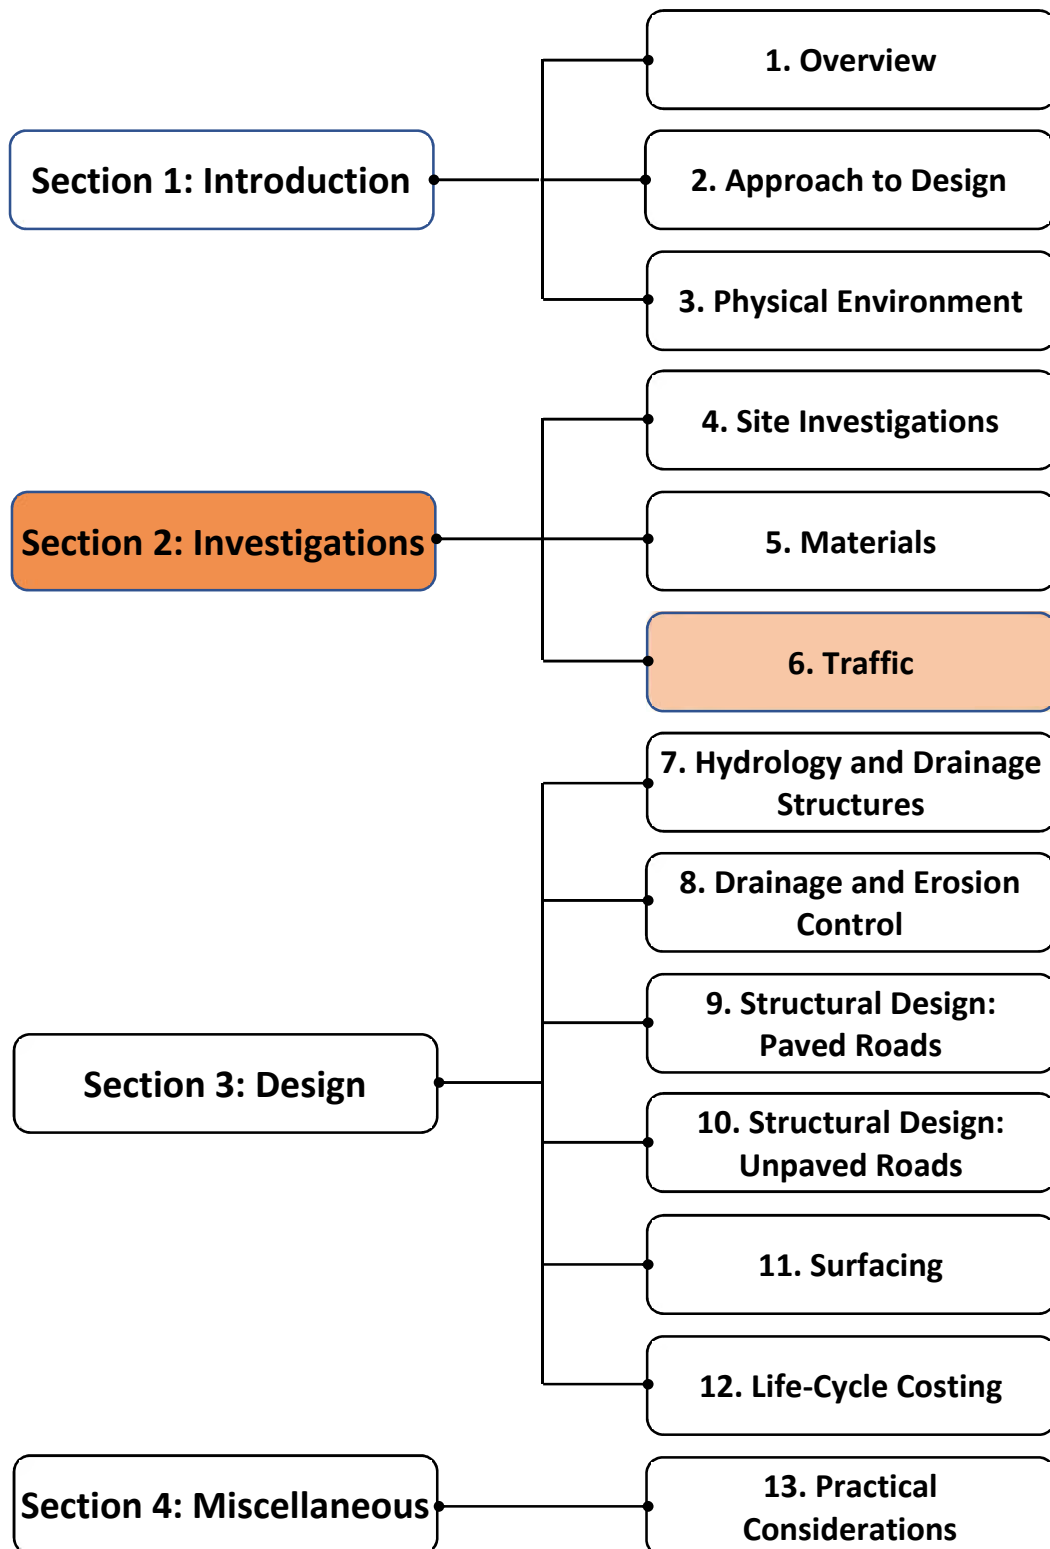 1. Overview
Section 1: Introduction
2. Approach to Design
3. Physical Environment
4. Site Investigations
Section 2: Investigations
5. Materials
6. Traffic
7. Hydrology and Drainage
Structures
8. Drainage and Erosion
Control
9. Structural Design:
Paved Roads
Section 3: Design
10. Structural Design:
Unpaved Roads
11. Surfacing
12. Life-Cycle Costing
Section 4: Miscellaneous
13. Practical
Considerations